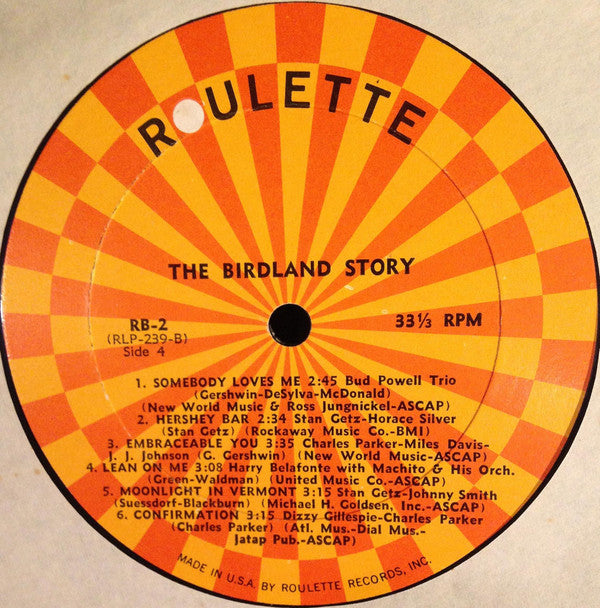 ROULETTE
THE BIRDLAND STORY
RB-2
(RLP-239-B)
Side 4
33⅓ RPM
1. SOMEBODY LOVES ME 2:45 Bud Powell Trio
(Gershwin-DeSylva-McDonald)
(New World Music & Ross Jungnickel-ASCAP)
2. HERSHEY BAR 2:34 Stan Getz-Horace Silver
(Stan Getz) (Rockaway Music Co.-BMI)
3. EMBRACEABLE YOU 3:35 Charles Parker-Miles Davis-
J. J. Johnson (G. Gershwin) (New World Music-ASCAP)
4. LEAN ON ME 3:08 Harry Belafonte with Machito & His Orch.
(Green-Waldman) (United Music Co.-ASCAP)
5. MOONLIGHT IN VERMONT 3:15 Stan Getz-Johnny Smith
(Suessdorf-Blackburn) (Michael H. Goldsen, Inc.-ASCAP)
6. CONFIRMATION 3:15 Dizzy Gillespie-Charles Parker
(Charles Parker) (Atl. Mus.-Dial Mus.-
Jatap Pub.-ASCAP)
MADE IN U.S.A. BY ROULETTE RECORDS, INC.